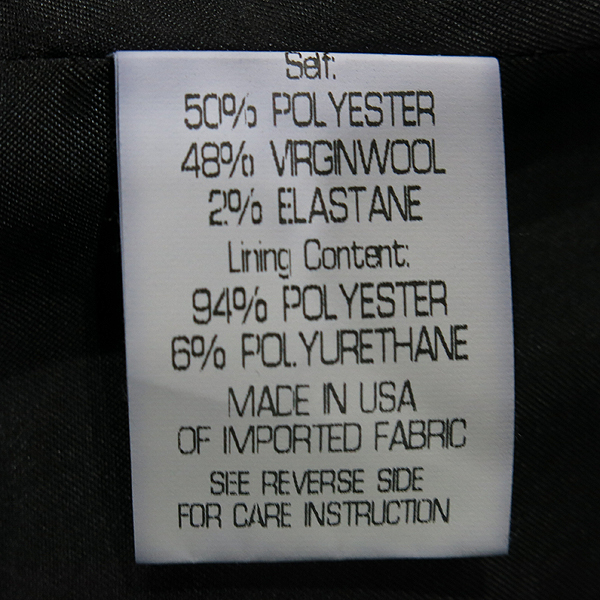 Self:
50% POLYESTER
48% VIRGINWOOL
2% ELASTANE
Lining Content:
94% POLYESTER
6% POLYURETHANE
MADE IN USA
OF IMPORTED FABRIC
SEE REVERSE SIDE
FOR CARE INSTRUCTION